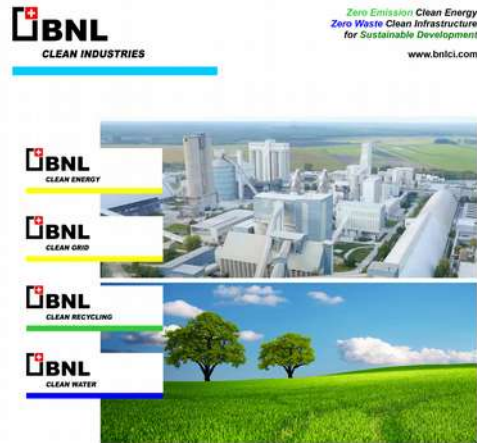 BNL
CLEAN INDUSTRIES
Zero Emission Clean Energy
Zero Waste Clean Infrastructure
for Sustainable Development
www.bnlci.com
BNL
CLEAN ENERGY
BNL
CLEAN GRID
BNL
CLEAN RECYCLING
BNL
CLEAN WATER